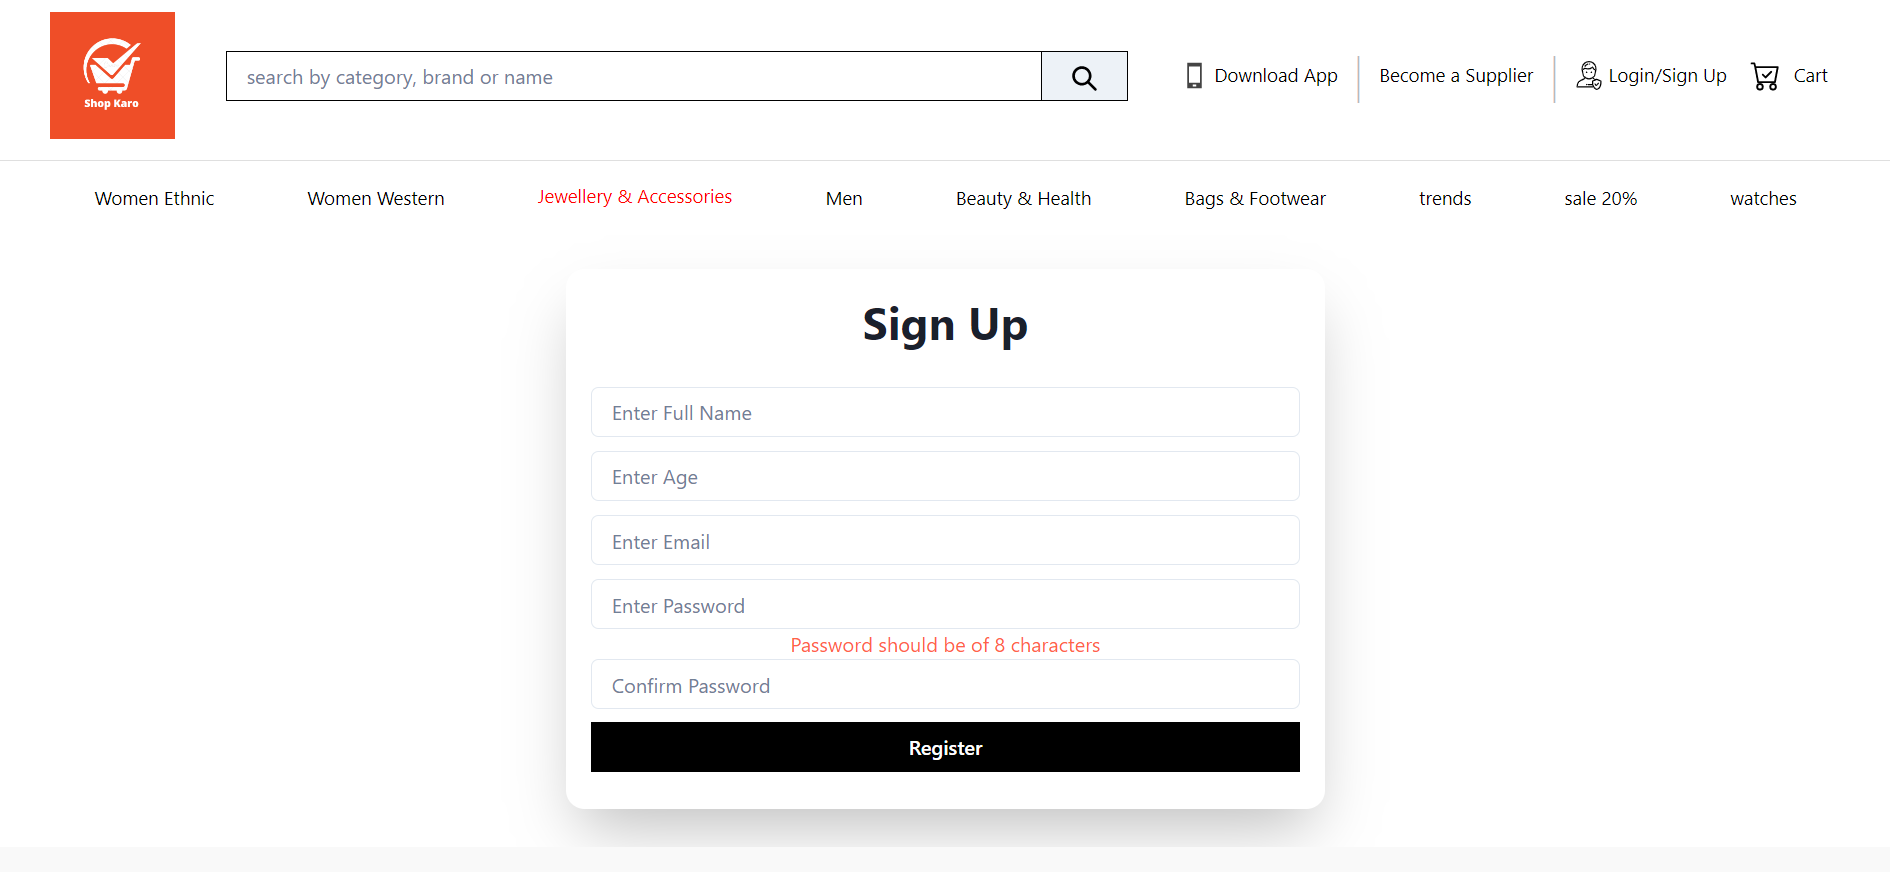 Shop Karo
search by category, brand or name
Download App
Become a Supplier
Login/Sign Up
Cart
Women Ethnic
Women Western
Jewellery & Accessories
Men
Beauty & Health
Bags & Footwear
trends
sale 20%
watches
Sign Up
Enter Full Name
Enter Age
Enter Email
Enter Password
Password should be of 8 characters
Confirm Password
Register